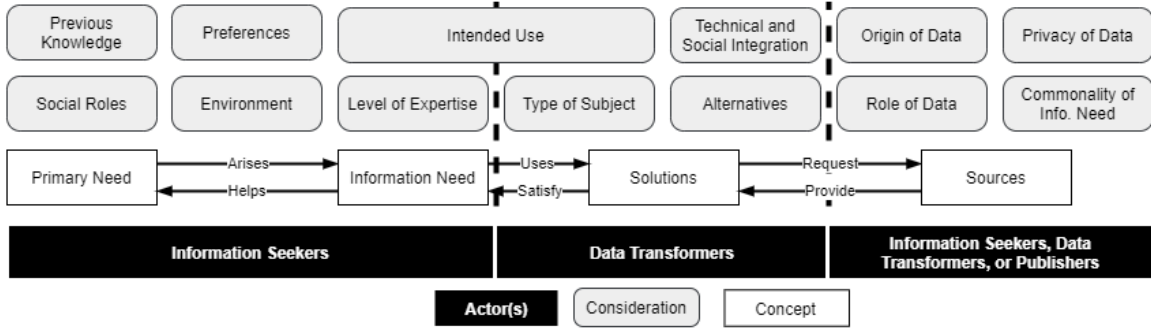 Previous
Knowledge
Preferences
Intended Use
Technical and
Social Integration
Origin of Data
Privacy of Data
Social Roles
Environment
Level of Expertise
Type of Subject
Alternatives
Role of Data
Commonality of
Info. Need
Primary Need
Arises
Helps
Information Need
Uses
Satisfy
Solutions
Request
Provide
Sources
Information Seekers
Data Transformers
Information Seekers, Data
Transformers, or Publishers
Actor(s)
Consideration
Concept